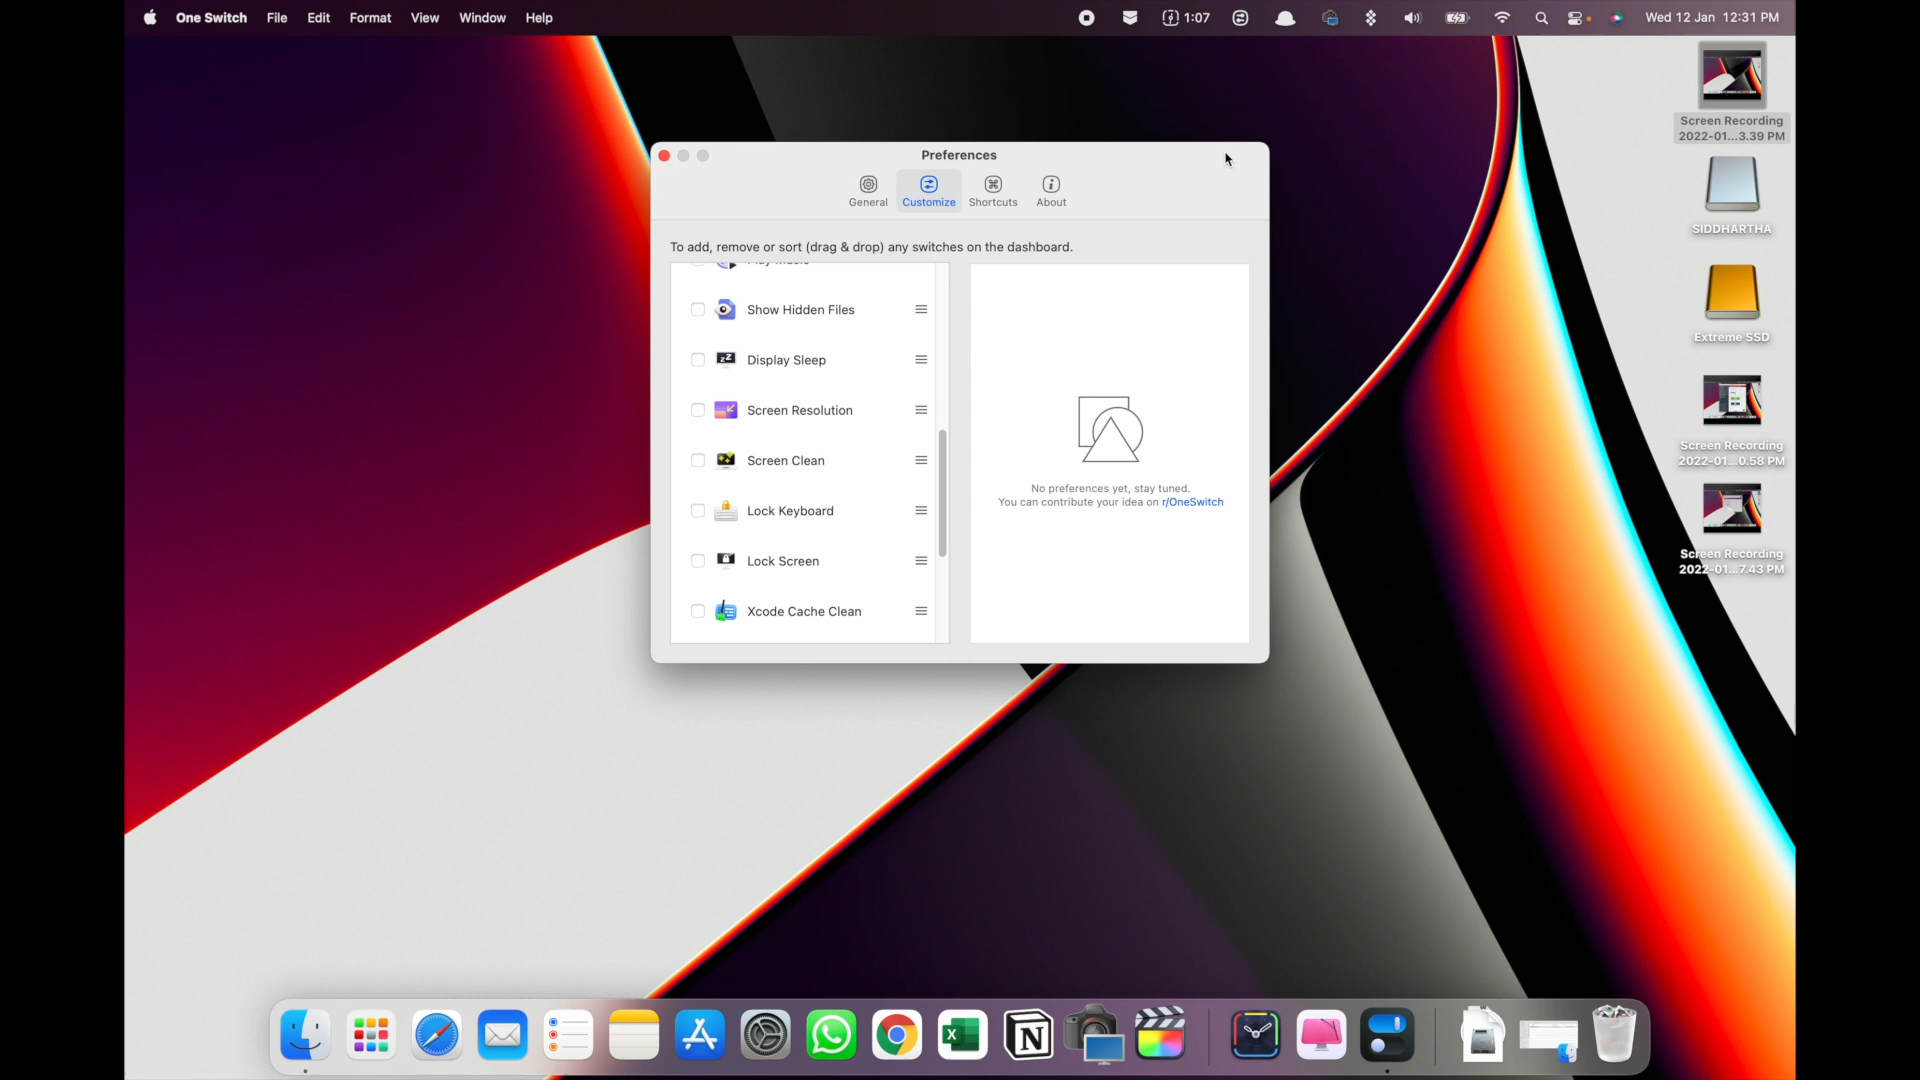 One Switch File Edit Format View Window Help
1:07
Wed 12 Jan 12:31 PM
Screen Recording
2022-01...3.39 PM
SIDDHARTHA
Extreme SSD
Screen Recording
2022-01...0.58 PM
Screen Recording
2022-01...7.43 PM
Preferences
General Customize Shortcuts About
To add, remove or sort (drag & drop) any switches on the dashboard.
Show Hidden Files
Display Sleep
Screen Resolution
Screen Clean
Lock Keyboard
Lock Screen
Xcode Cache Clean
No preferences yet, stay tuned.
You can contribute your idea on r/OneSwitch